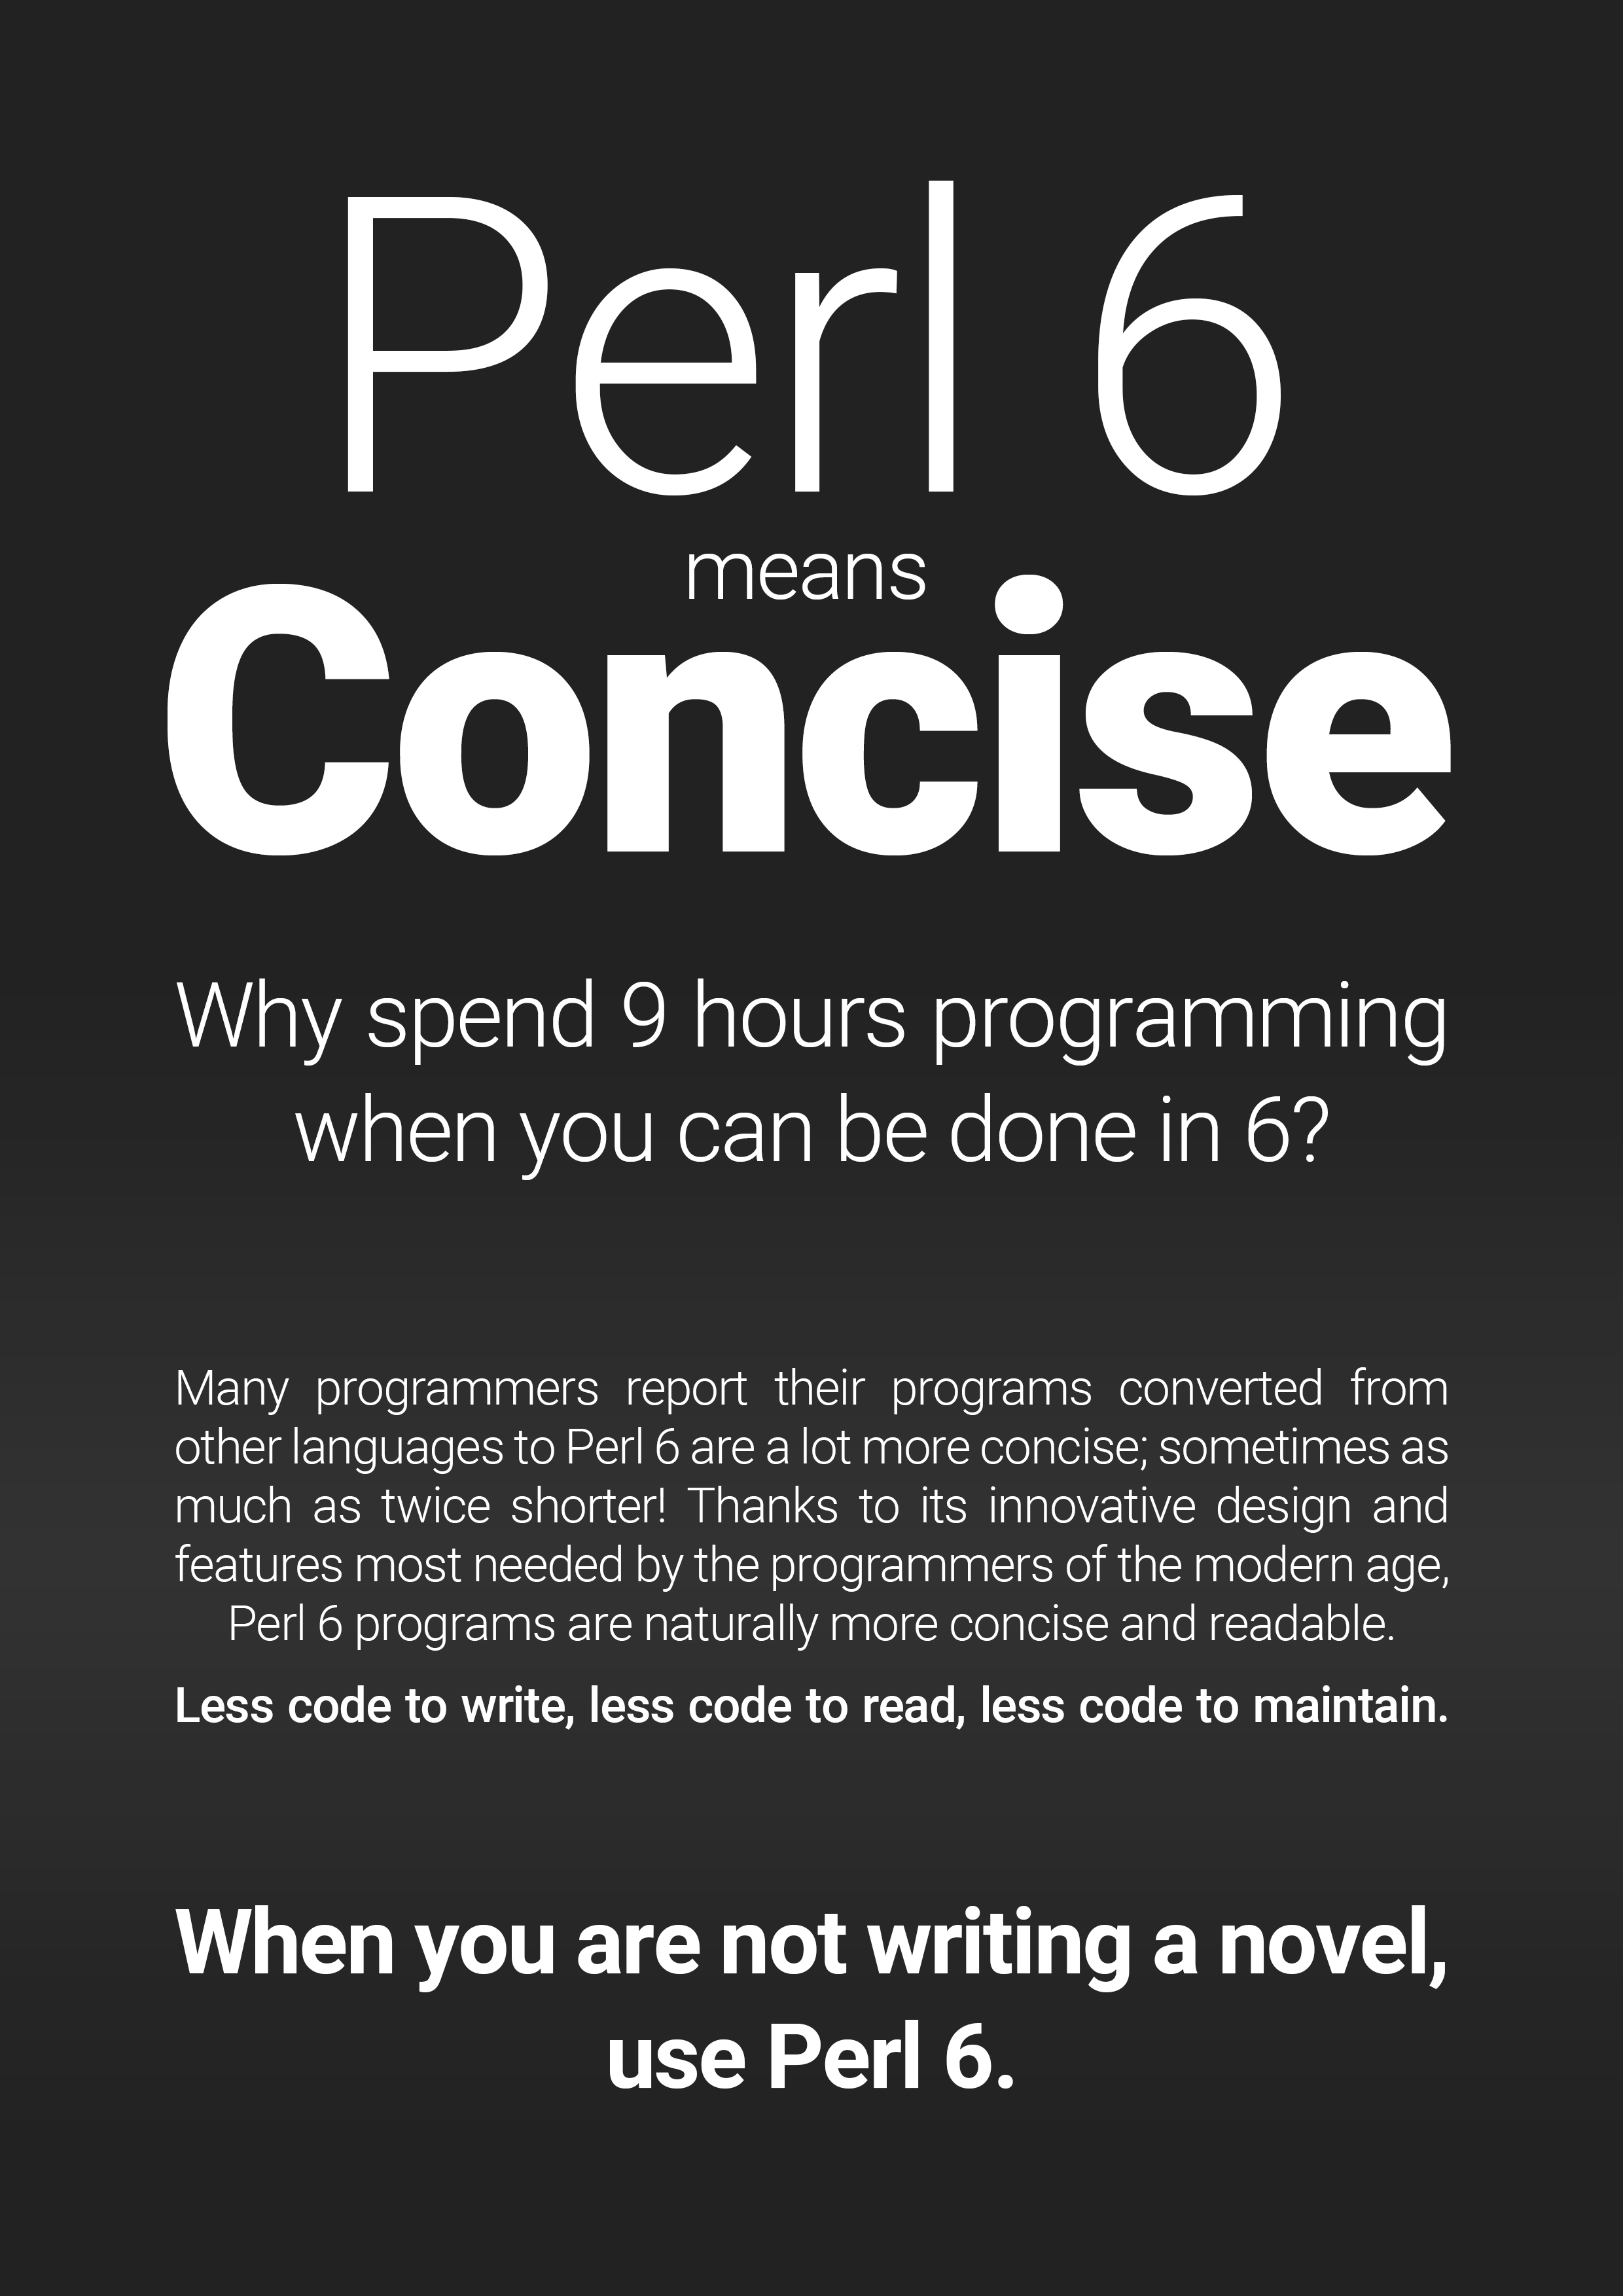 Perl 6
means
Concise
Why spend 9 hours programming
when you can be done in 6?
Many programmers report their programs converted from
other languages to Perl 6 are a lot more concise; sometimes as
much as twice shorter! Thanks to its innovative design and
features most needed by the programmers of the modern age,
Perl 6 programs are naturally more concise and readable.
Less code to write, less code to read, less code to maintain.
When you are not writing a novel,
use Perl 6.